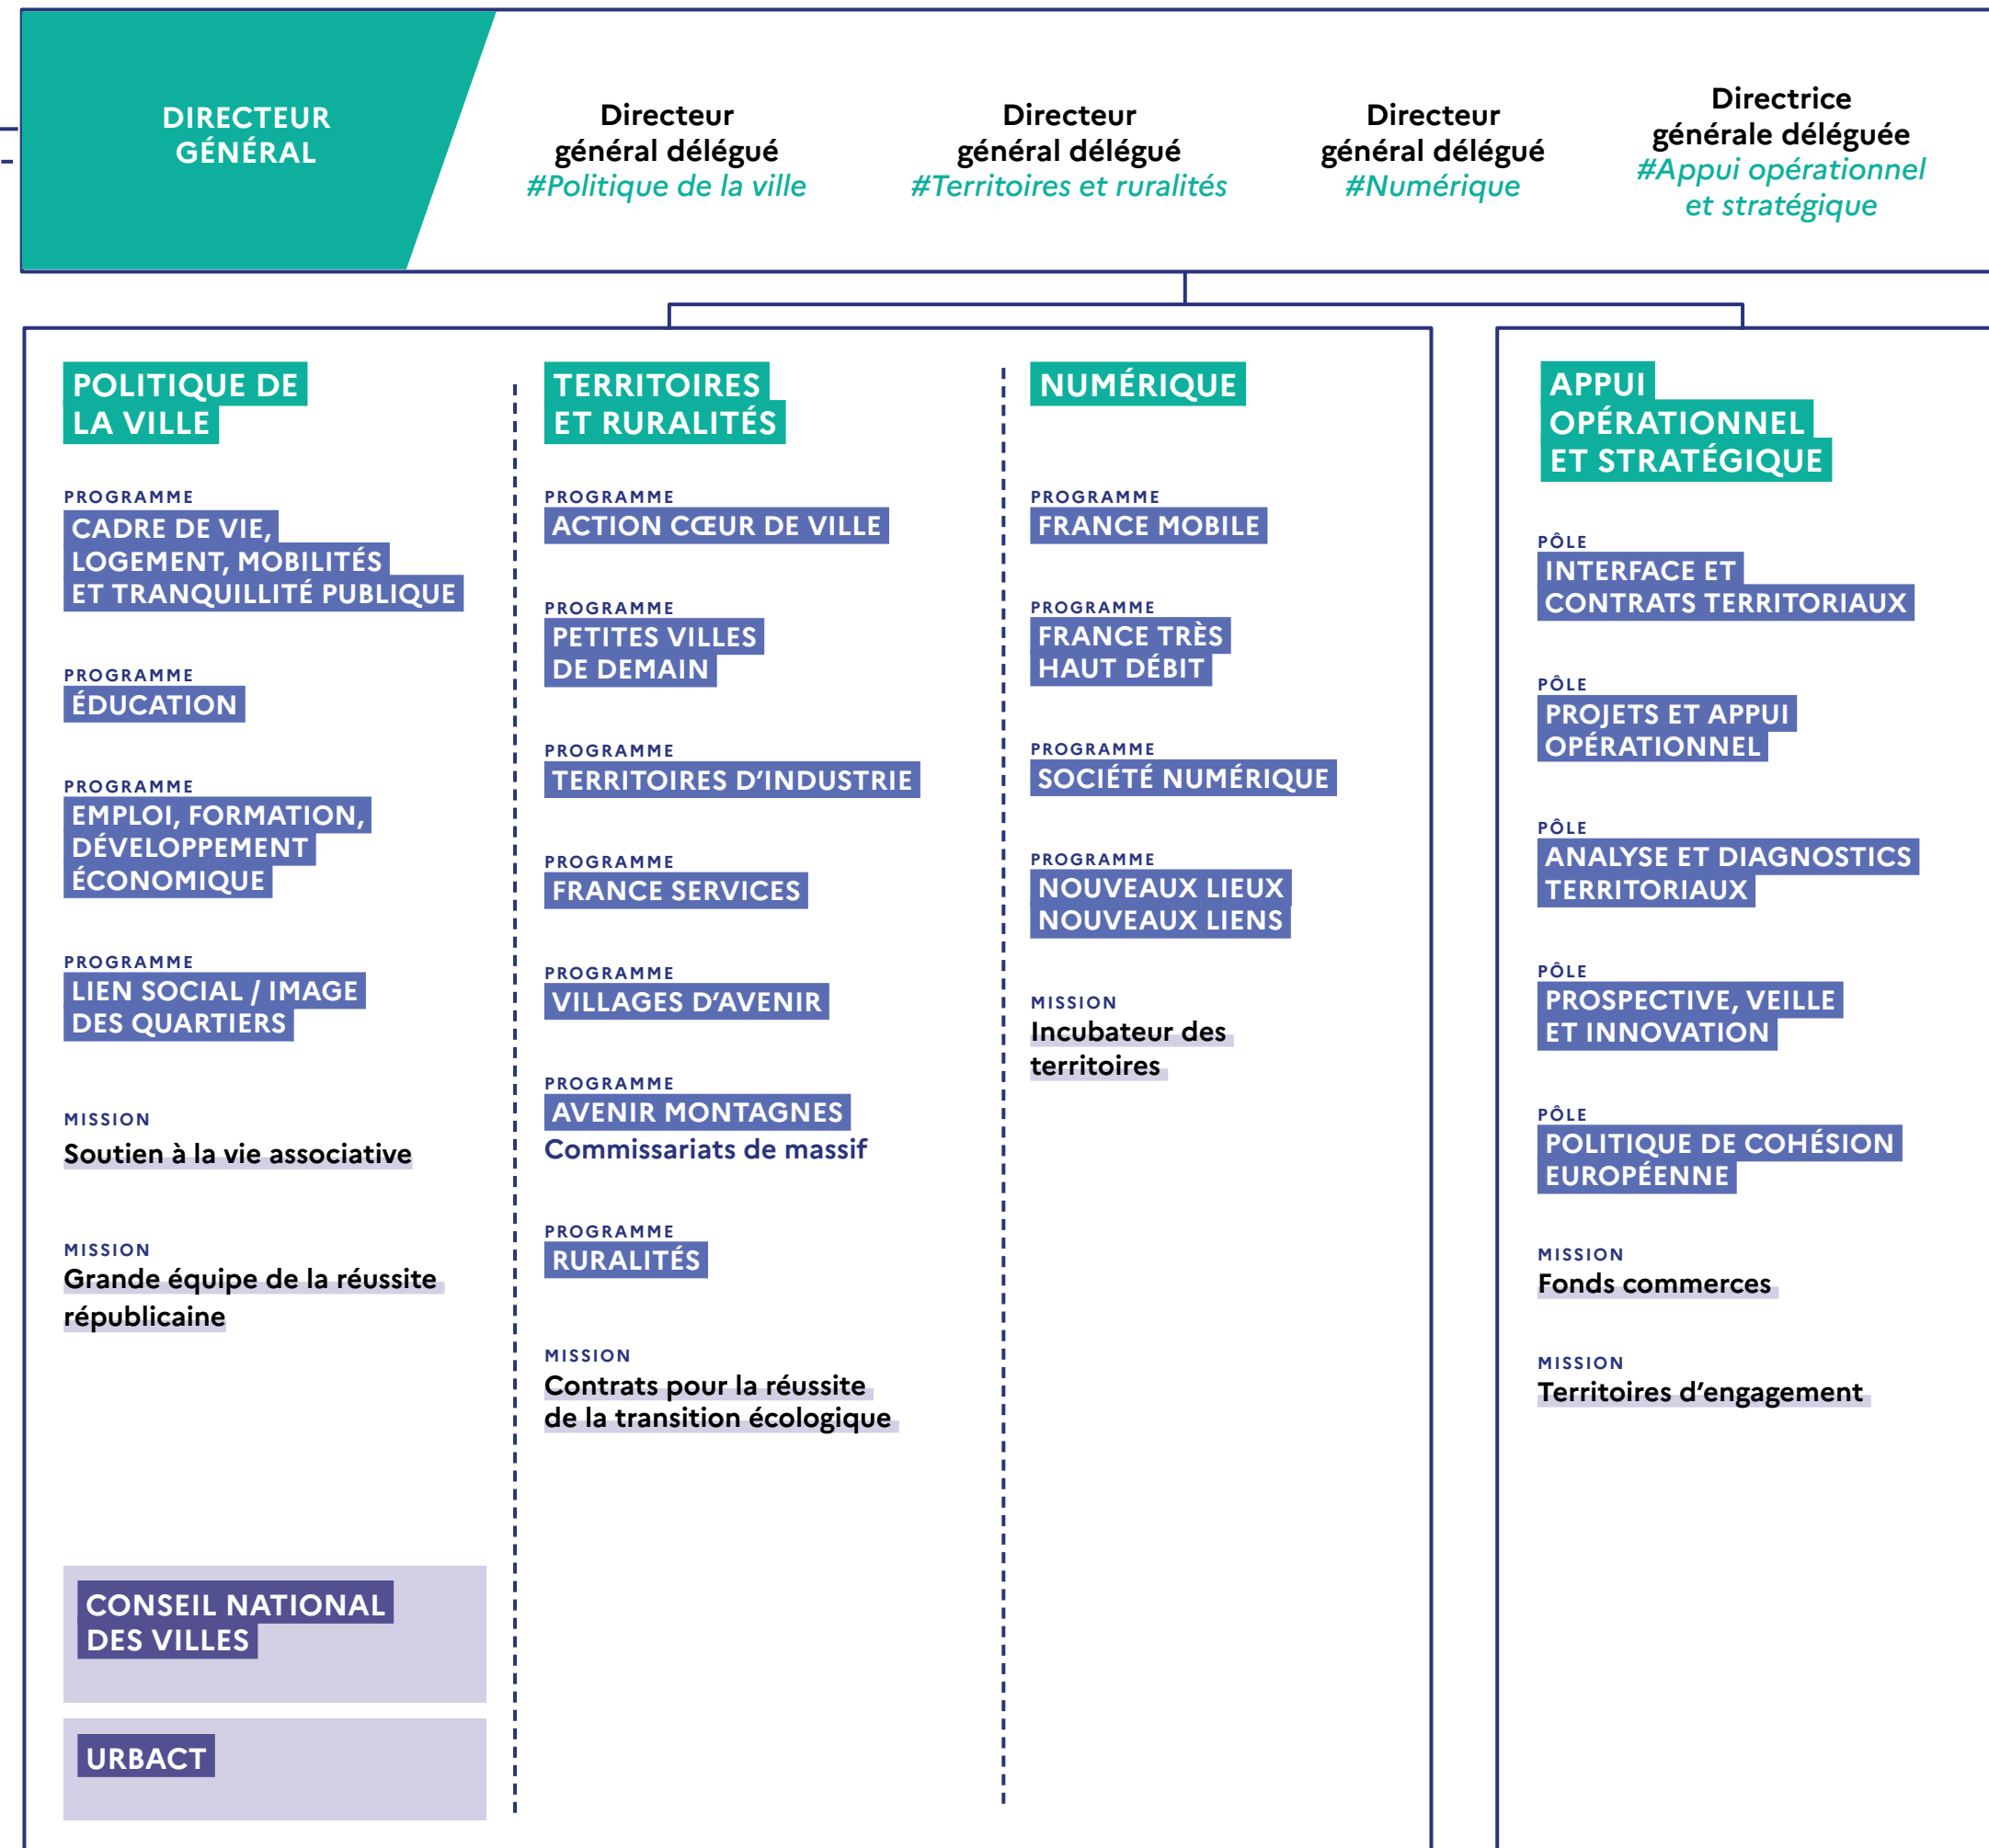 DIRECTEUR
GÉNÉRAL
Directeur
général délégué
#Politique de la ville
Directeur
général délégué
#Territoires et ruralités
Directeur
général délégué
#Numérique
Directrice
générale déléguée
#Appui opérationnel
et stratégique
POLITIQUE DE
LA VILLE
PROGRAMME
CADRE DE VIE,
LOGEMENT, MOBILITÉS
ET TRANQUILLITÉ PUBLIQUE
PROGRAMME
ÉDUCATION
PROGRAMME
EMPLOI, FORMATION,
DÉVELOPPEMENT
ÉCONOMIQUE
PROGRAMME
LIEN SOCIAL / IMAGE
DES QUARTIERS
MISSION
Soutien à la vie associative
MISSION
Grande équipe de la réussite
républicaine
CONSEIL NATIONAL
DES VILLES
URBACT
TERRITOIRES
ET RURALITÉS
PROGRAMME
ACTION CŒUR DE VILLE
PROGRAMME
PETITES VILLES
DE DEMAIN
PROGRAMME
TERRITOIRES D’INDUSTRIE
PROGRAMME
FRANCE SERVICES
PROGRAMME
VILLAGES D’AVENIR
PROGRAMME
AVENIR MONTAGNES
Commissariats de massif
PROGRAMME
RURALITÉS
MISSION
Contrats pour la réussite
de la transition écologique
NUMÉRIQUE
PROGRAMME
FRANCE MOBILE
PROGRAMME
FRANCE TRÈS
HAUT DÉBIT
PROGRAMME
SOCIÉTÉ NUMÉRIQUE
PROGRAMME
NOUVEAUX LIEUX
NOUVEAUX LIENS
MISSION
Incubateur des
territoires
APPUI
OPÉRATIONNEL
ET STRATÉGIQUE
PÔLE
INTERFACE ET
CONTRATS TERRITORIAUX
PÔLE
PROJETS ET APPUI
OPÉRATIONNEL
PÔLE
ANALYSE ET DIAGNOSTICS
TERRITORIAUX
PÔLE
PROSPECTIVE, VEILLE
ET INNOVATION
PÔLE
POLITIQUE DE COHÉSION
EUROPÉENNE
MISSION
Fonds commerces
MISSION
Territoires d’engagement